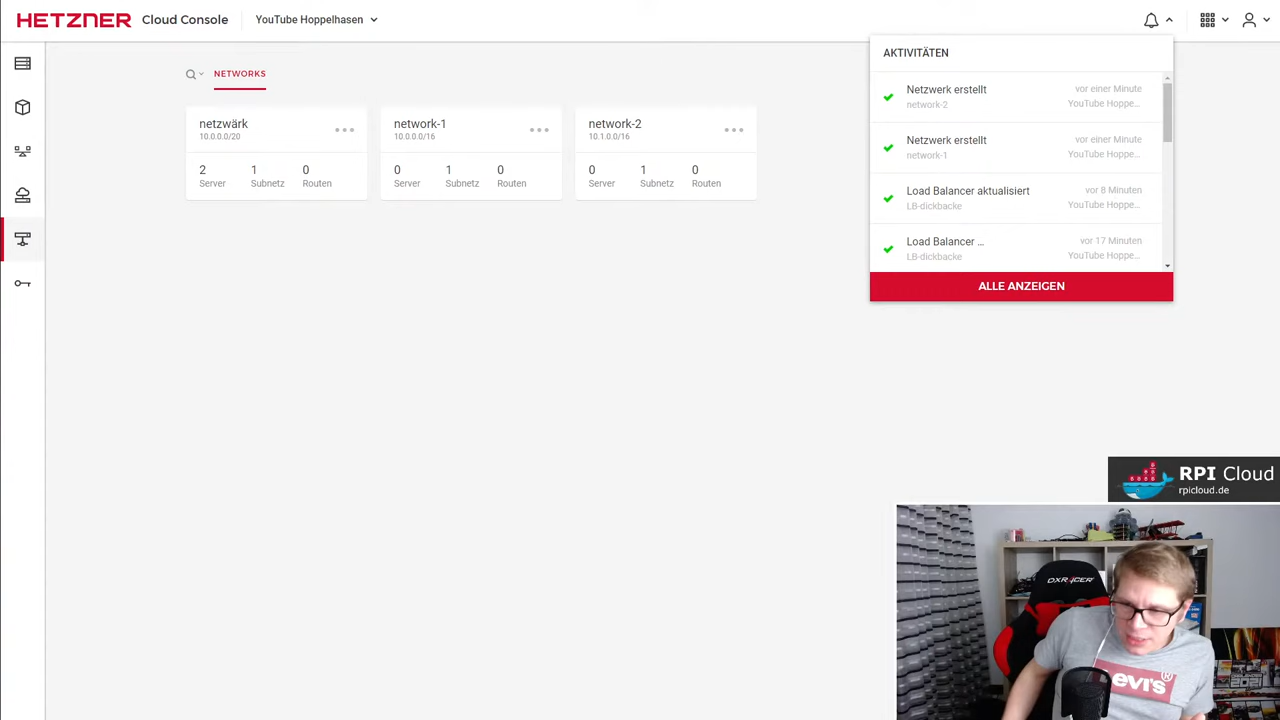 HETZNER Cloud Console YouTube Hoppelhasen
AKTIVITÄTEN
NETWORKS
netzwärk
10.0.0.0/20
2 1 0
Server Subnetz Routen
network-1
10.0.0.0/16
0 1 0
Server Subnetz Routen
network-2
10.1.0.0/16
0 1 0
Server Subnetz Routen
Netzwerk erstellt vor einer Minute
network-2 YouTube Hoppe...
Netzwerk erstellt vor einer Minute
network-1 YouTube Hoppe...
Load Balancer aktualisiert vor 8 Minuten
LB-dickbacke YouTube Hoppe...
Load Balancer ... vor 17 Minuten
LB-dickbacke YouTube Hoppe...
ALLE ANZEIGEN
RPI Cloud
rpicloud.de
DXRACER
Levi's®